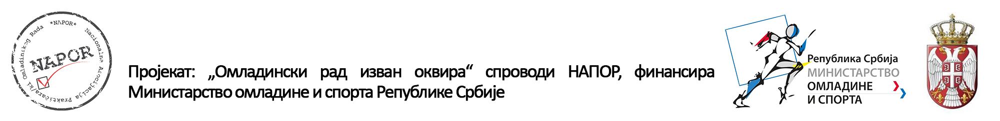 *NAPOR*
Nacionalna Asocijacija Praktičara/ki Omladinskog Rada
NAPOR
Пројекат: „Омладински рад изван оквира“ спроводи НАПОР, финансира
Министарство омладине и спорта Републике Србије
Република Србија
МИНИСТАРСТВО
ОМЛАДИНЕ
И СПОРТА